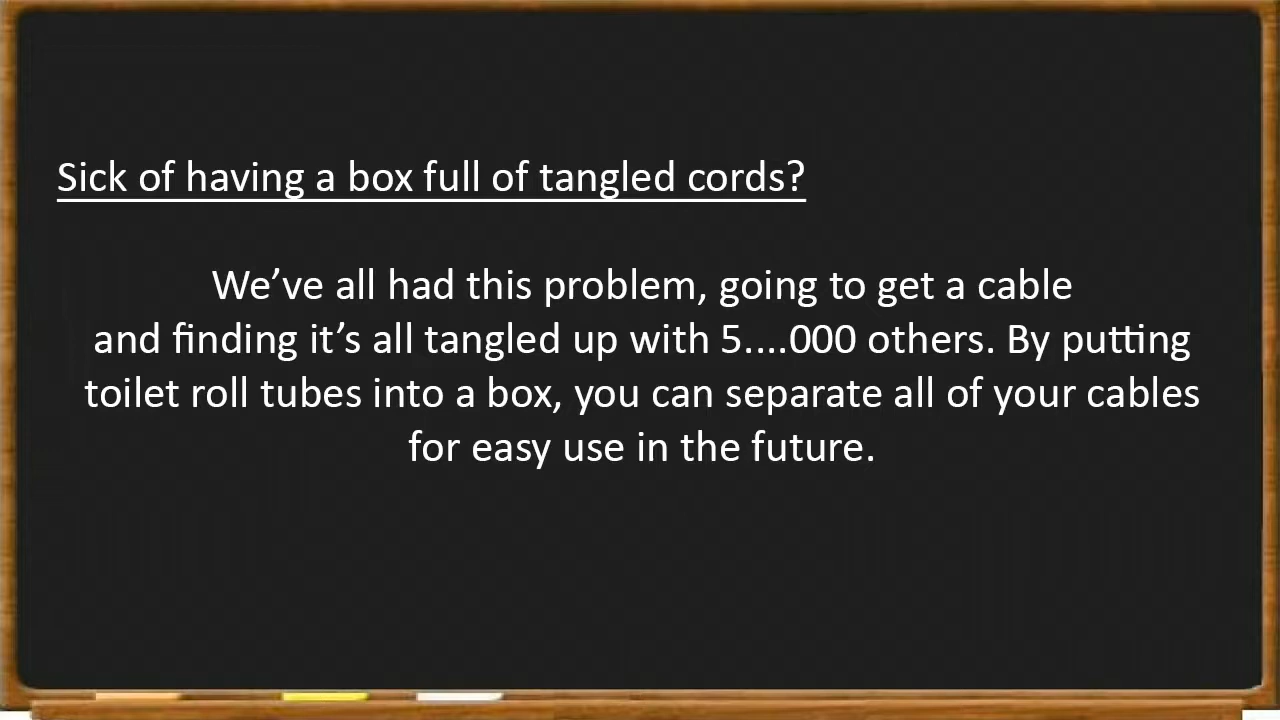 Sick of having a box full of tangled cords?
We’ve all had this problem, going to get a cable
and finding it’s all tangled up with 5....000 others. By putting
toilet roll tubes into a box, you can separate all of your cables
for easy use in the future.